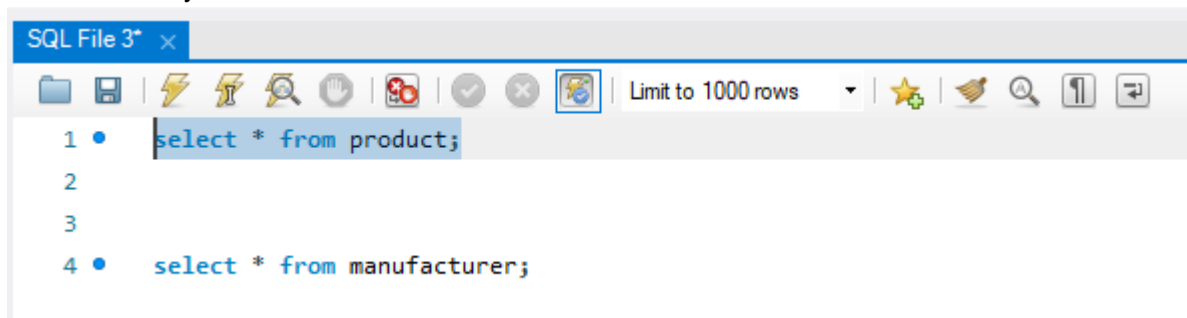 SQL File 3*
Limit to 1000 rows
1 select * from product;
2
3
4 select * from manufacturer;